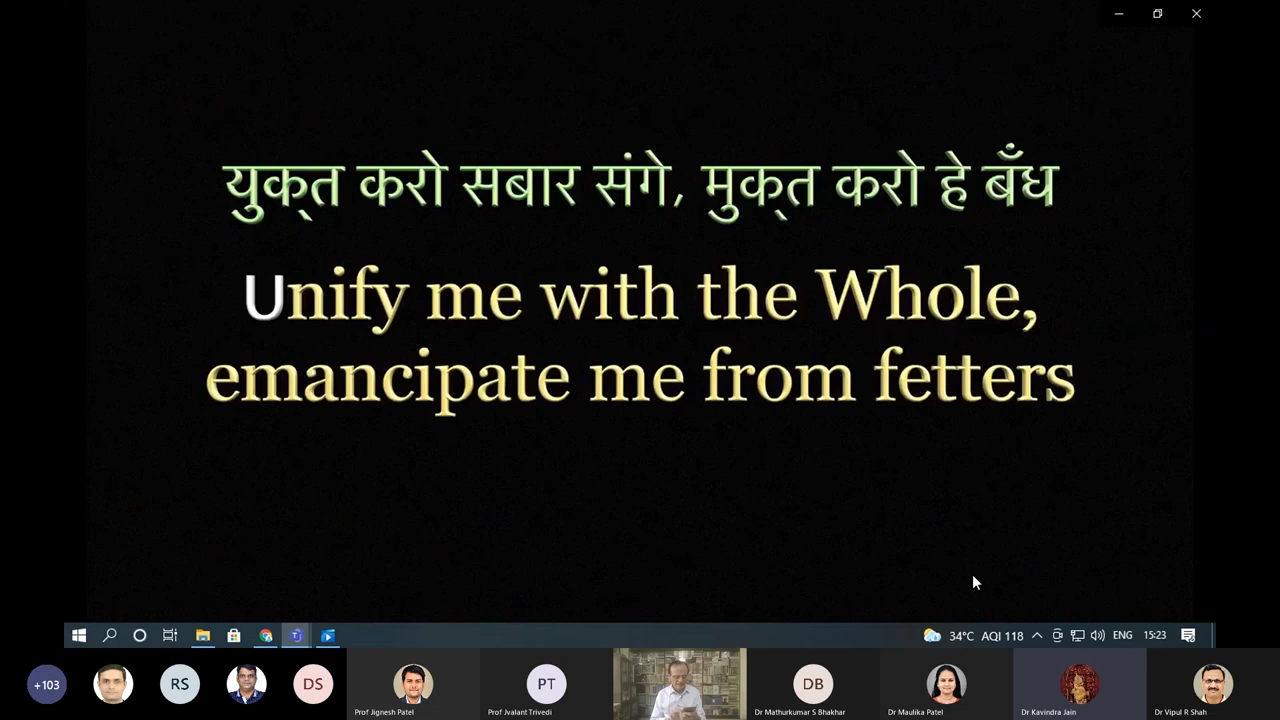 युक्त करो सबार संगे, मुक्त करो हे बँध
Unify me with the Whole,
emancipate me from fetters
34°C AQI 118 ENG 15:23
+103 RS DS PT DB
Prof Jignesh Patel Prof Jvalant Trivedi Dr Mathurkumar S Bhakhar Dr Maulika Patel Dr Kavindra Jain Dr Vipul R Shah